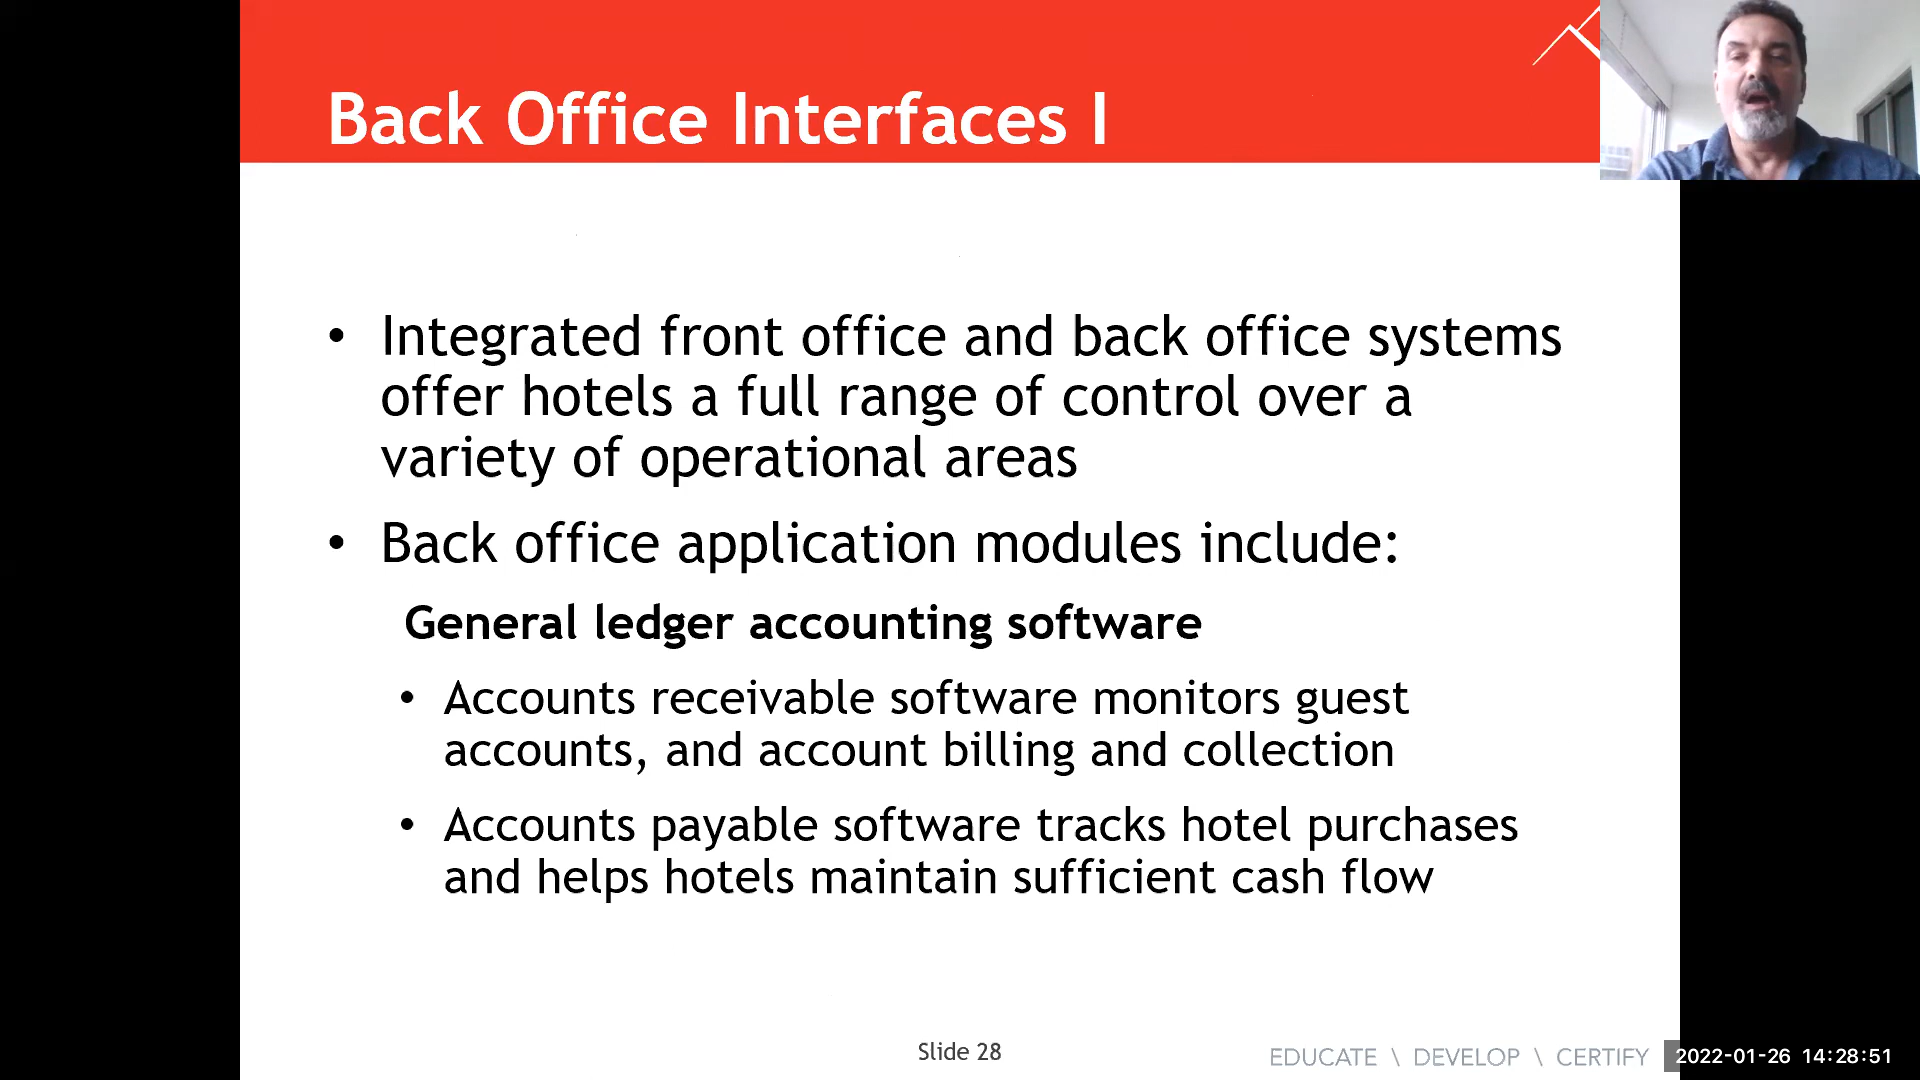 Back Office Interfaces I
• Integrated front office and back office systems
offer hotels a full range of control over a
variety of operational areas
• Back office application modules include:
General ledger accounting software
• Accounts receivable software monitors guest
accounts, and account billing and collection
• Accounts payable software tracks hotel purchases
and helps hotels maintain sufficient cash flow
Slide 28
EDUCATE \ DEVELOP \ CERTIFY
2022-01-26 14:28:51